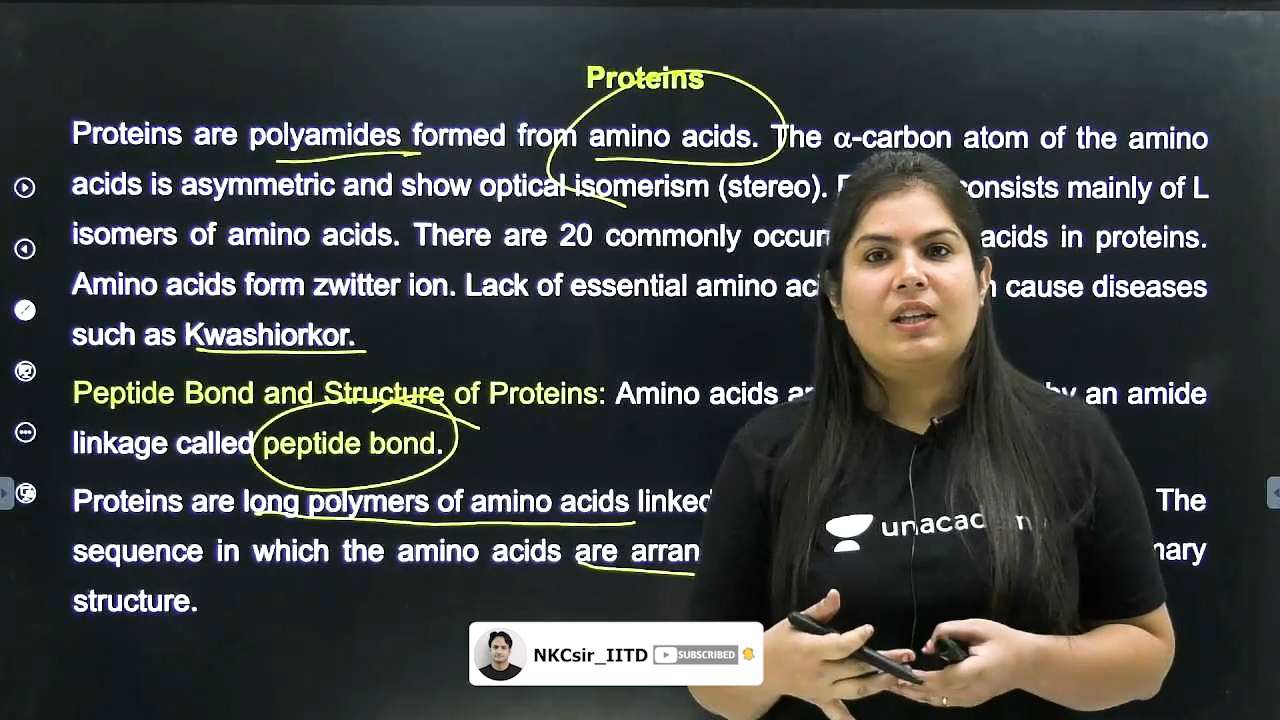 Proteins
Proteins are polyamides formed from amino acids. The α-carbon atom of the amino
acids is asymmetric and show optical isomerism (stereo). consists mainly of L
isomers of amino acids. There are 20 commonly acids in proteins.
Amino acids form zwitter ion. Lack of essential amino cause diseases
such as Kwashiorkor.
Peptide Bond and Structure of Proteins: Amino acids by an amide
linkage called peptide bond.
Proteins are long polymers of amino acids linked The
sequence in which the amino acids are
structure.
unacademy
NKCsir_IITD SUBSCRIBED